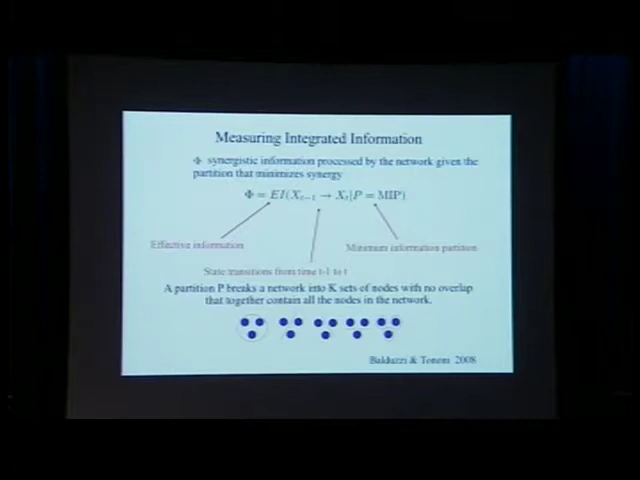 Measuring Integrated Information
Φ synergistic information processed by the network given the
partition that minimizes synergy
Φ = EI(X_{t−1} → X_t|P = MIP)
Effective information
Minimum information partition
State transitions from time t-1 to t
A partition P breaks a network into K sets of nodes with no overlap
that together contain all the nodes in the network.
Balduzzi & Tononi 2008